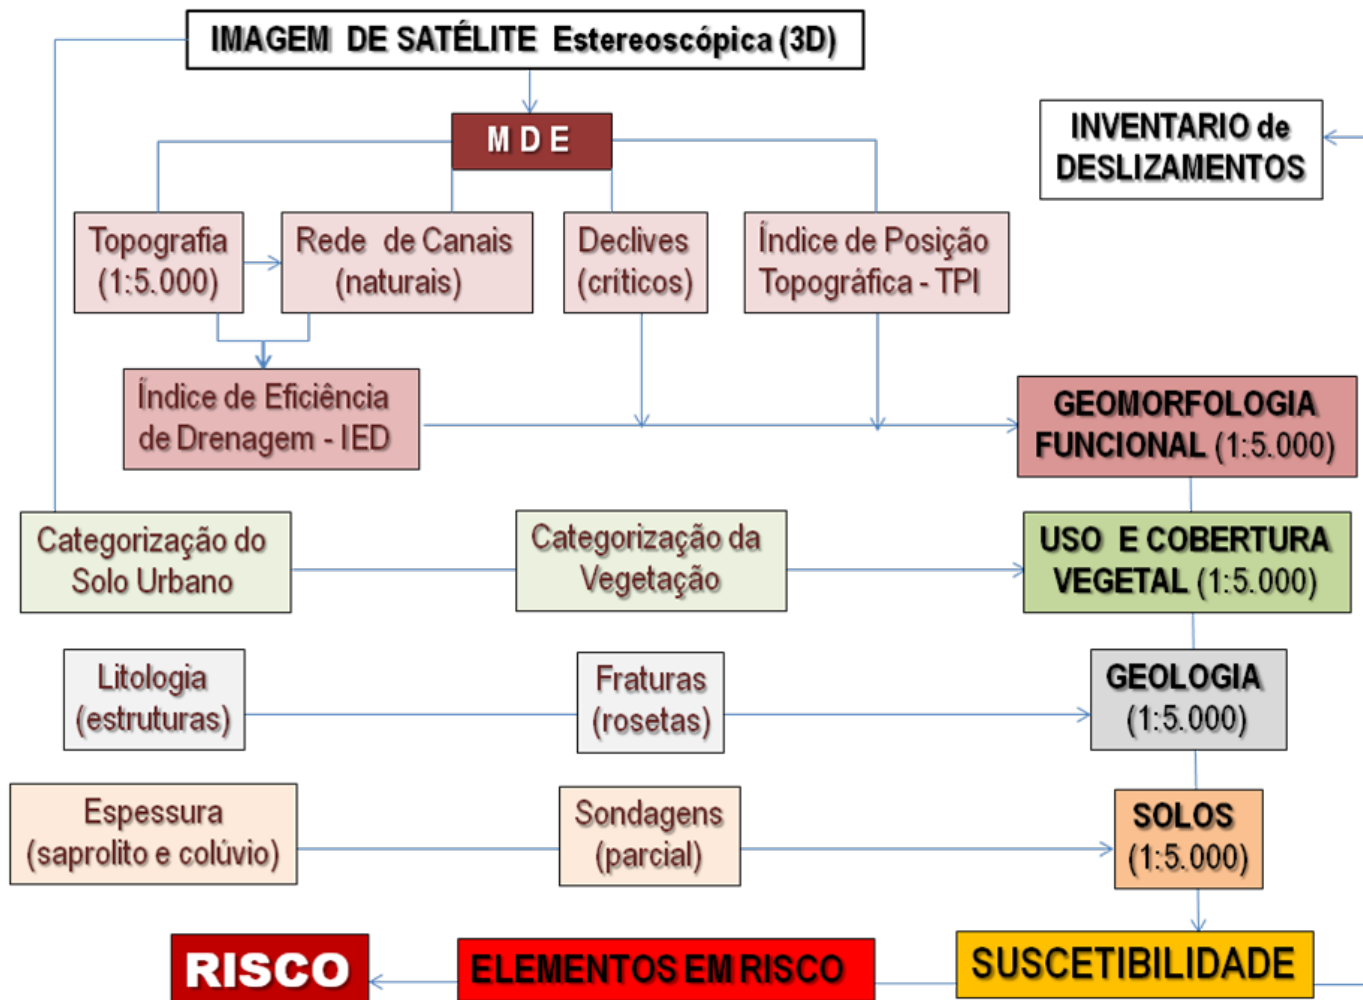 IMAGEM DE SATÉLITE Estereoscópica (3D)
M D E
INVENTARIO de
DESLIZAMENTOS
Topografia
(1:5.000)
Rede de Canais
(naturais)
Declives
(críticos)
Índice de Posição
Topográfica - TPI
Índice de Eficiência
de Drenagem - IED
GEOMORFOLOGIA
FUNCIONAL (1:5.000)
Categorização do
Solo Urbano
Categorização da
Vegetação
USO E COBERTURA
VEGETAL (1:5.000)
Litologia
(estruturas)
Fraturas
(rosetas)
GEOLOGIA
(1:5.000)
Espessura
(saprolito e colúvio)
Sondagens
(parcial)
SOLOS
(1:5.000)
RISCO
ELEMENTOS EM RISCO
SUSCETIBILIDADE